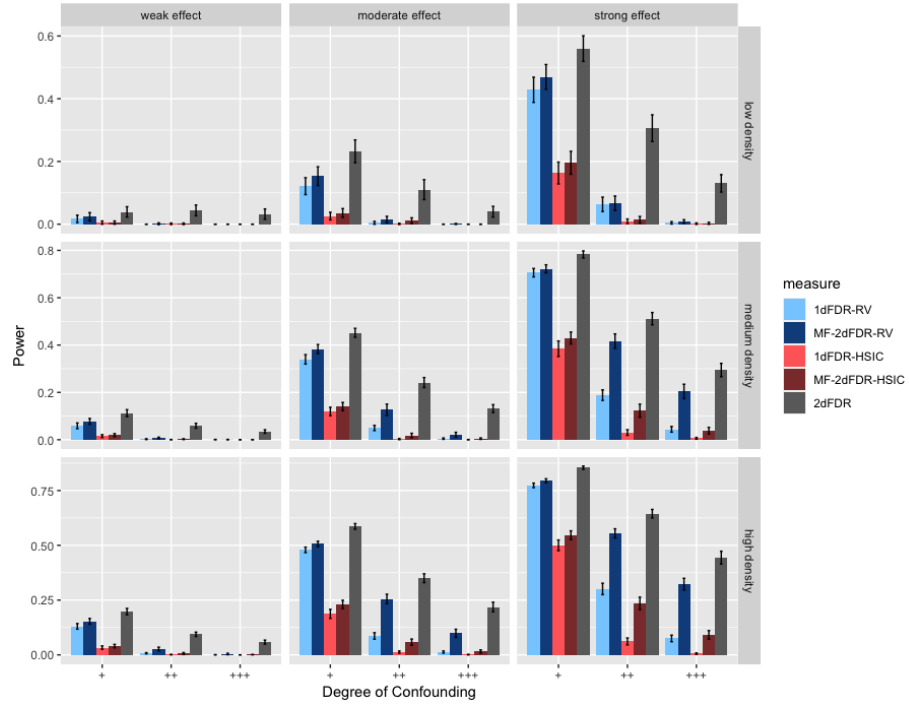 weak effect
moderate effect
strong effect
0.6
0.4
0.2
0.0
low density
0.8
0.6
0.4
0.2
0.0
medium density
0.75
0.50
0.25
0.00
high density
+
++
+++
+
++
+++
+
++
+++
Degree of Confounding
Power
measure
1dFDR-RV
MF-2dFDR-RV
1dFDR-HSIC
MF-2dFDR-HSIC
2dFDR